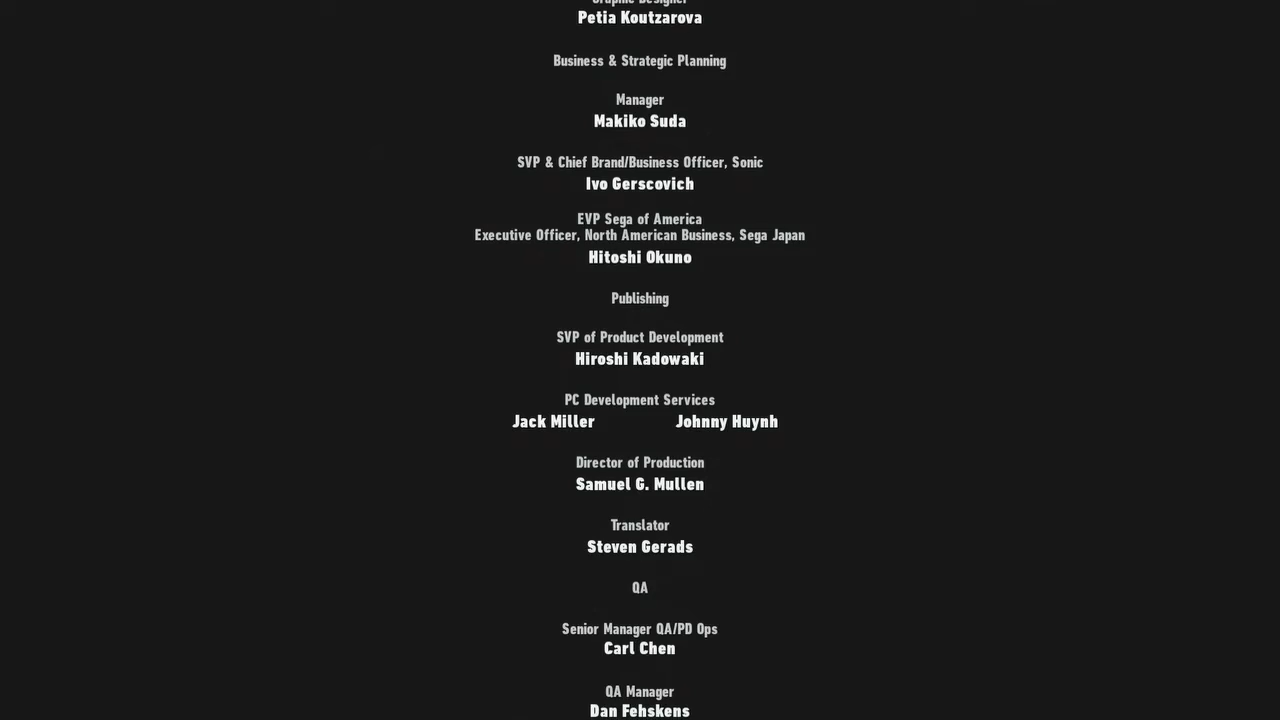 Graphic Designer
Petia Koutzarova
Business & Strategic Planning
Manager
Makiko Suda
SVP & Chief Brand/Business Officer, Sonic
Ivo Gerscovich
EVP Sega of America
Executive Officer, North American Business, Sega Japan
Hitoshi Okuno
Publishing
SVP of Product Development
Hiroshi Kadowaki
PC Development Services
Jack Miller Johnny Huynh
Director of Production
Samuel G. Mullen
Translator
Steven Gerads
QA
Senior Manager QA/PD Ops
Carl Chen
QA Manager
Dan Fehskens